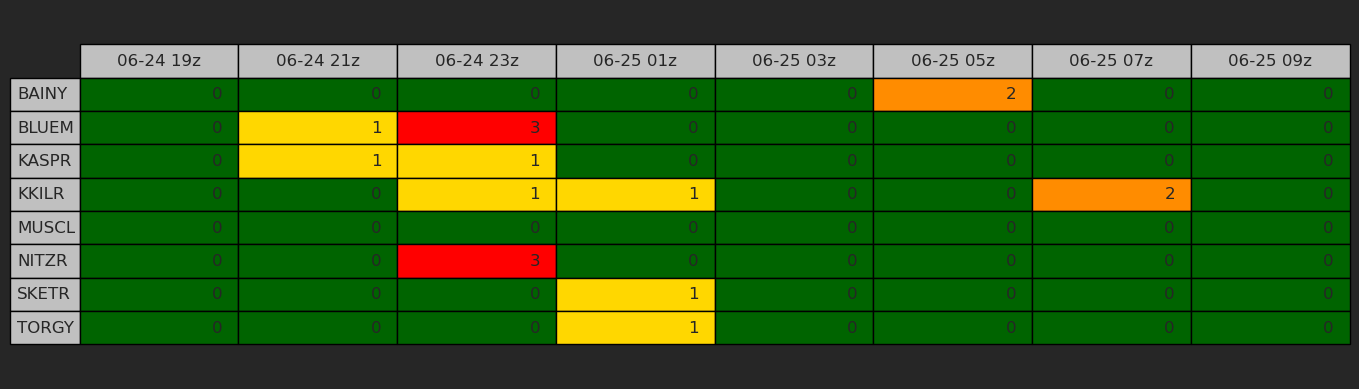 06-24 19z 06-24 21z 06-24 23z 06-25 01z 06-25 03z 06-25 05z 06-25 07z 06-25 09z
BAINY 0 0 0 0 0 2 0 0
BLUEM 0 1 3 0 0 0 0 0
KASPR 0 1 1 0 0 0 0 0
KKILR 0 0 1 1 0 0 2 0
MUSCL 0 0 0 0 0 0 0 0
NITZR 0 0 3 0 0 0 0 0
SKETR 0 0 0 1 0 0 0 0
TORGY 0 0 0 1 0 0 0 0